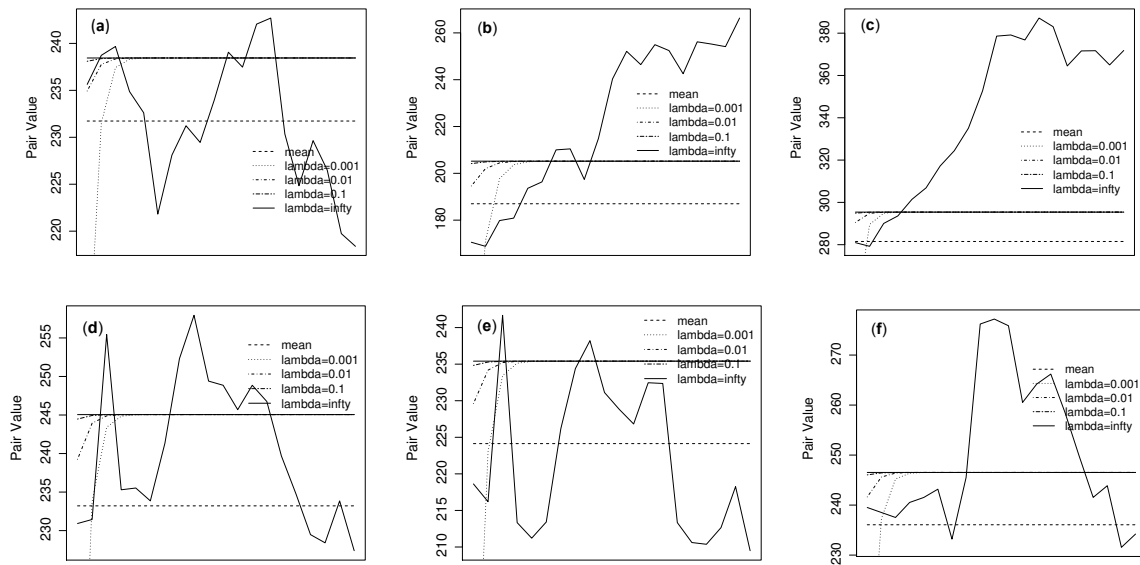 (a)
Pair Value
240
235
230
225
220
mean
lambda=0.001
lambda=0.01
lambda=0.1
lambda=infty
(b)
Pair Value
260
240
220
200
180
mean
lambda=0.001
lambda=0.01
lambda=0.1
lambda=infty
(c)
Pair Value
380
360
340
320
300
280
mean
lambda=0.001
lambda=0.01
lambda=0.1
lambda=infty
(d)
Pair Value
255
250
245
240
235
230
mean
lambda=0.001
lambda=0.01
lambda=0.1
lambda=infty
(e)
Pair Value
240
235
230
225
220
215
210
mean
lambda=0.001
lambda=0.01
lambda=0.1
lambda=infty
(f)
Pair Value
270
260
250
240
230
mean
lambda=0.001
lambda=0.01
lambda=0.1
lambda=infty